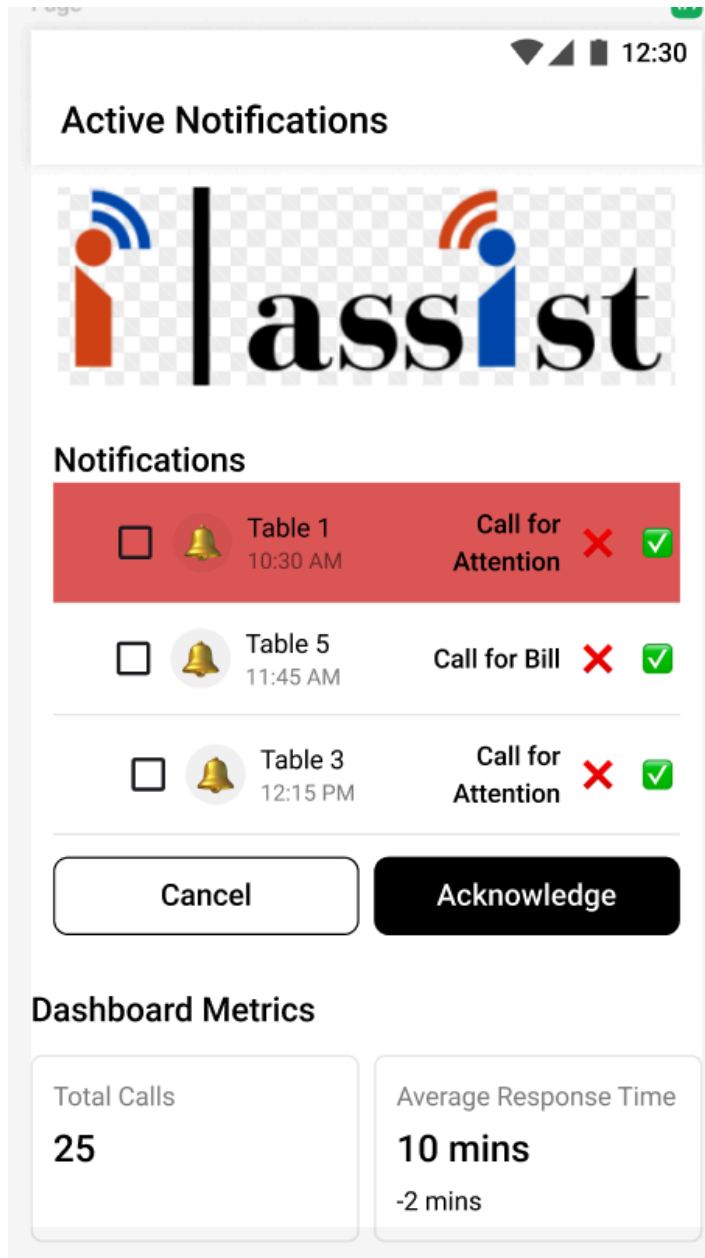 Page
12:30
Active Notifications
i|assist
Notifications
Table 1
10:30 AM
Call for
Attention
Table 5
11:45 AM
Call for Bill
Table 3
12:15 PM
Call for
Attention
Cancel
Acknowledge
Dashboard Metrics
Total Calls
25
Average Response Time
10 mins
-2 mins